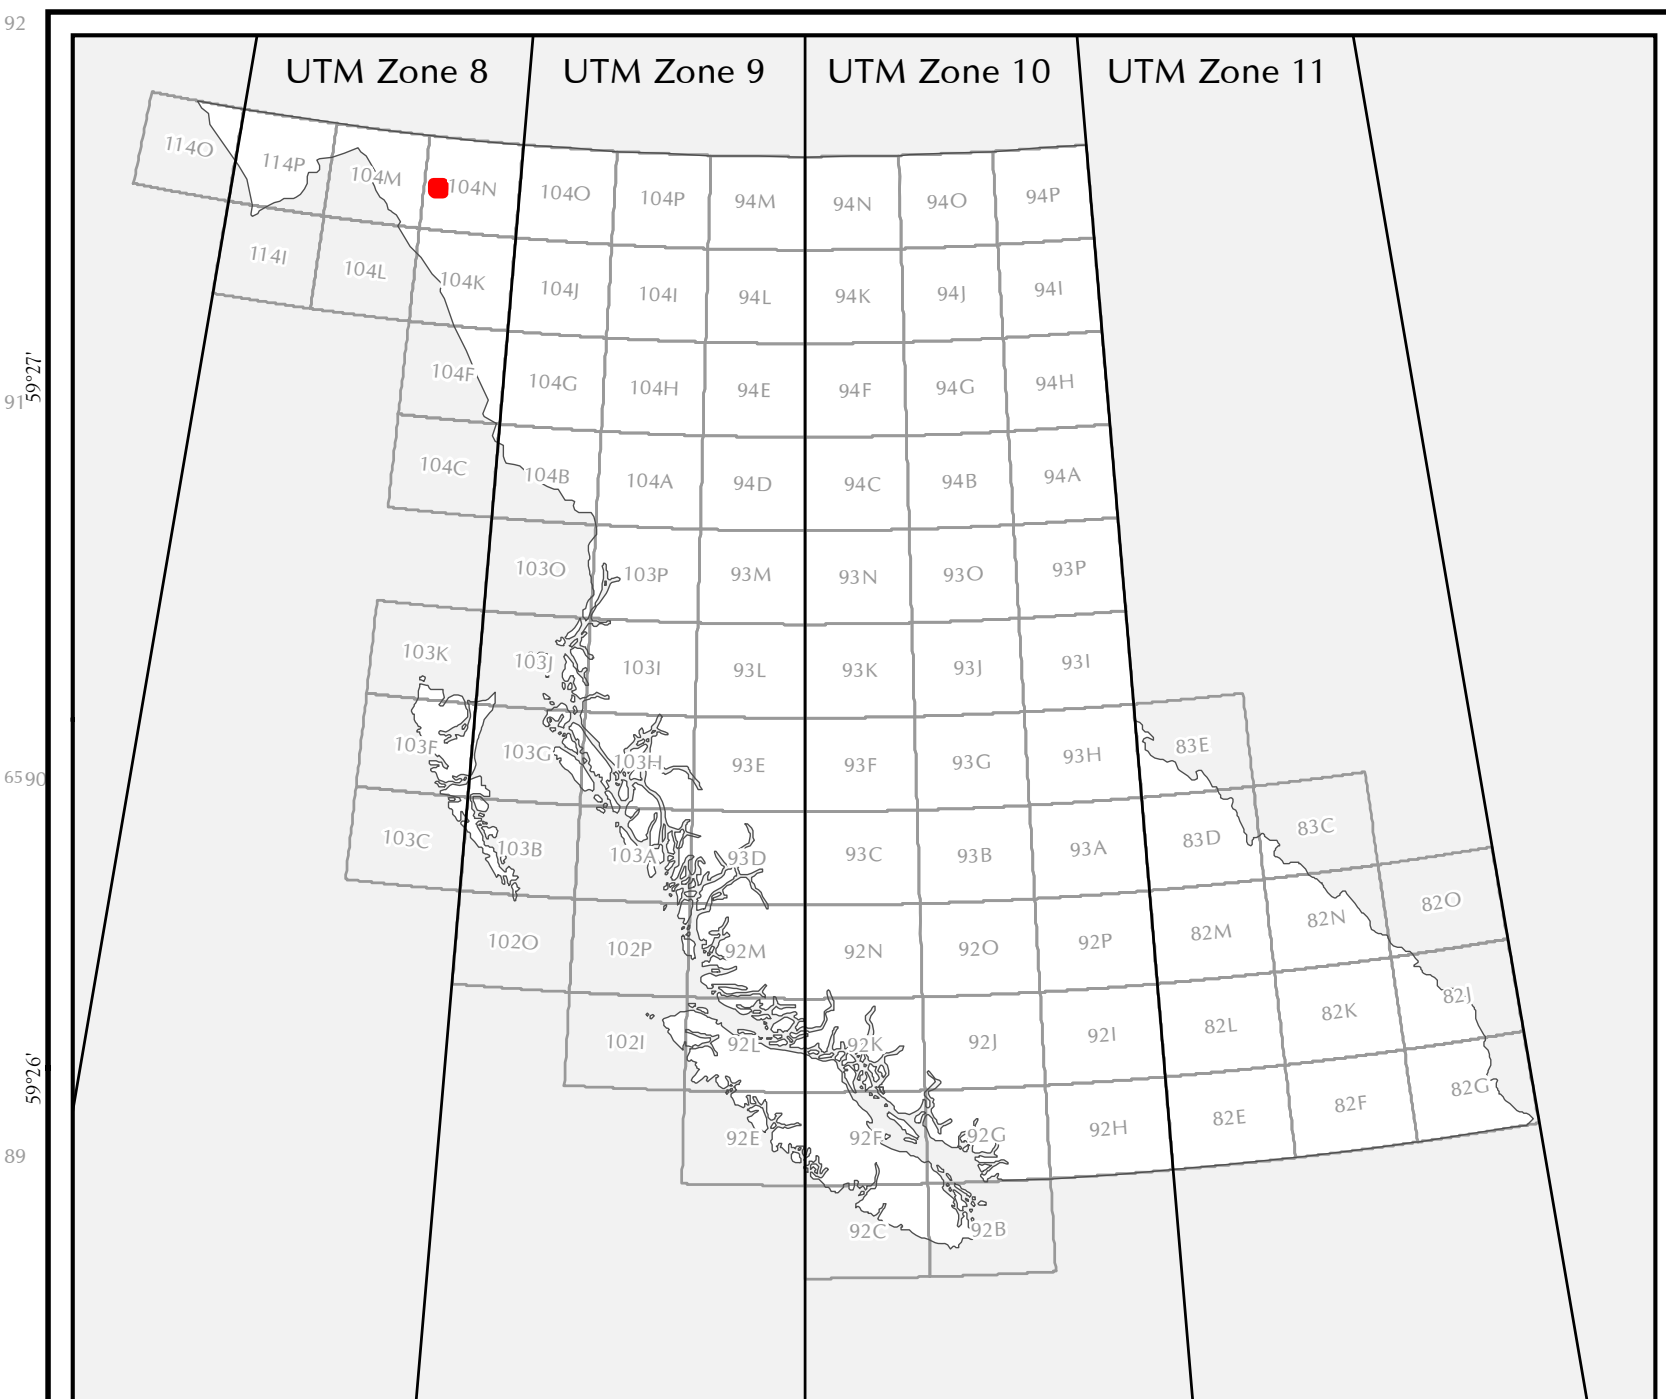 92
UTM Zone 8 UTM Zone 9 UTM Zone 10 UTM Zone 11
114O 114P 104M 104N 104O 104P 94M 94N 94O 94P
114I 104L 104K 104J 104I 94L 94K 94J 94I
59°27'
91
104F 104G 104H 94E 94F 94G 94H
104C 104B 104A 94D 94C 94B 94A
103O 103P 93M 93N 93O 93P
103K 103J 103I 93L 93K 93J 93I
6590
103F 103G 103H 93E 93F 93G 93H 83E
103C 103B 103A 93D 93C 93B 93A 83D 83C
102O 102P 92M 92N 92O 92P 82M 82N 82O
59°26'
102I 92L 92K 92J 92I 82L 82K 82J
89
92E 92F 92G 92H 82E 82F 82G
92C 92B